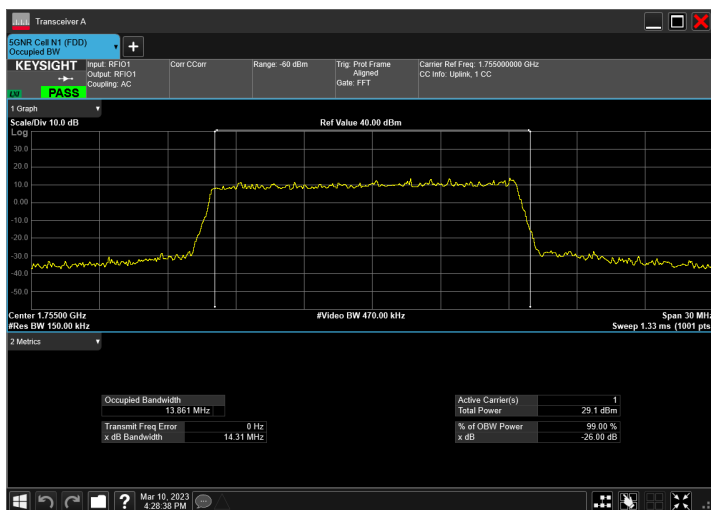 Transceiver A
5GNR Cell N1 (FDD)
Occupied BW
KEYSIGHT
LXI
PASS
Input: RFIO1
Output: RFIO1
Coupling: AC
Corr CCorr
Range: -60 dBm
Trig: Prot Frame
Aligned
Gate: FFT
Carrier Ref Freq: 1.755000000 GHz
CC Info: Uplink, 1 CC
1 Graph
Scale/Div 10.0 dB
Ref Value 40.00 dBm
Log
30.0
20.0
10.0
0.00
-10.0
-20.0
-30.0
-40.0
-50.0
Center 1.75500 GHz
#Video BW 470.00 kHz
Span 30 MHz
#Res BW 150.00 kHz
Sweep 1.33 ms (1001 pts
2 Metrics
Occupied Bandwidth
13.861 MHz
Transmit Freq Error 0 Hz
x dB Bandwidth 14.31 MHz
Active Carrier(s) 1
Total Power 29.1 dBm
% of OBW Power 99.00 %
x dB -26.00 dB
?
Mar 10, 2023
4:28:38 PM